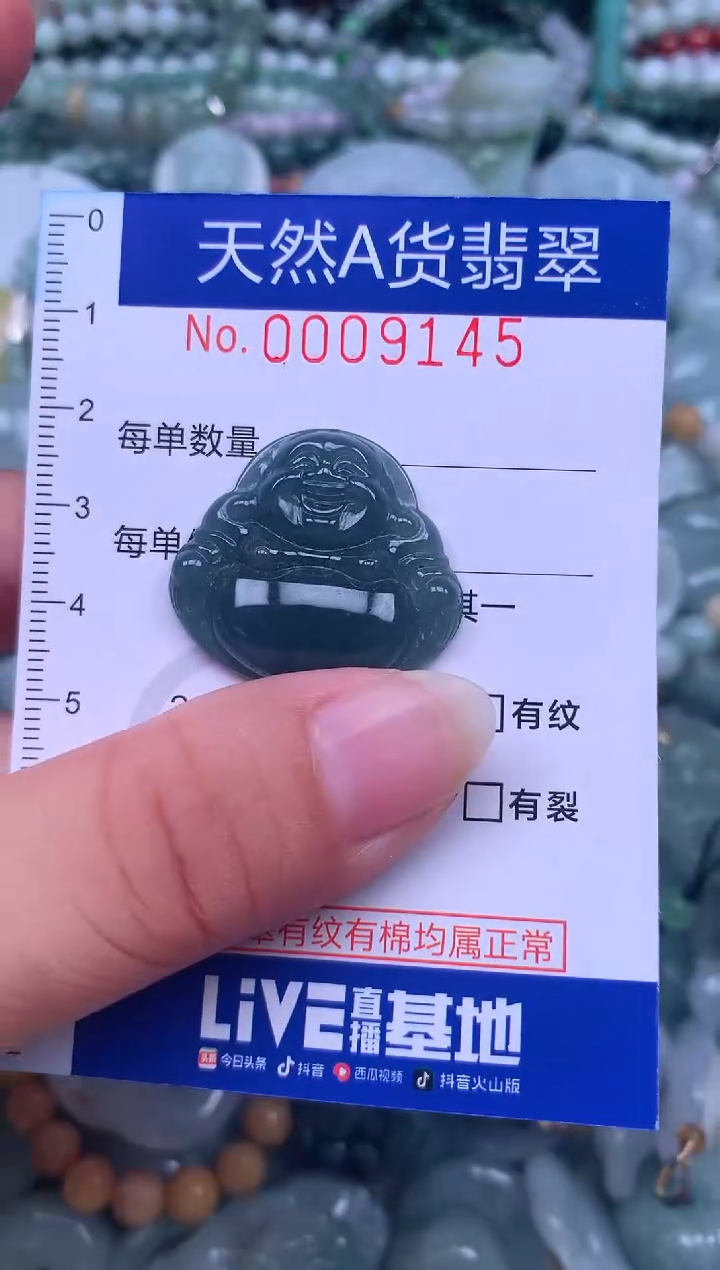 天然A货翡翠
No. 0009145
0
1
2
3
4
5
每单数量
每单
其一
有纹
有裂
有纹有棉均属正常
LiVE直播基地
头条 今日头条 抖音 西瓜视频 抖音火山版